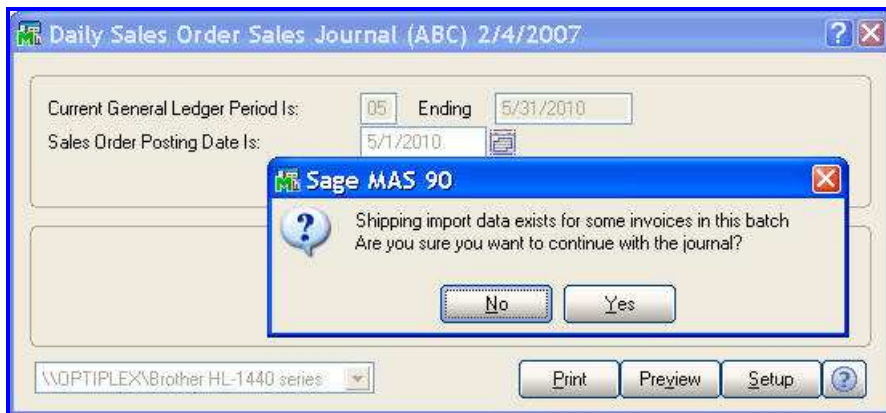 Daily Sales Order Sales Journal (ABC) 2/4/2007
Current General Ledger Period Is: 05 Ending 5/31/2010
Sales Order Posting Date Is: 5/1/2010
Sage MAS 90
Shipping import data exists for some invoices in this batch
Are you sure you want to continue with the journal?
No Yes
\\OPTIPLEX\Brother HL-1440 series Print Preview Setup